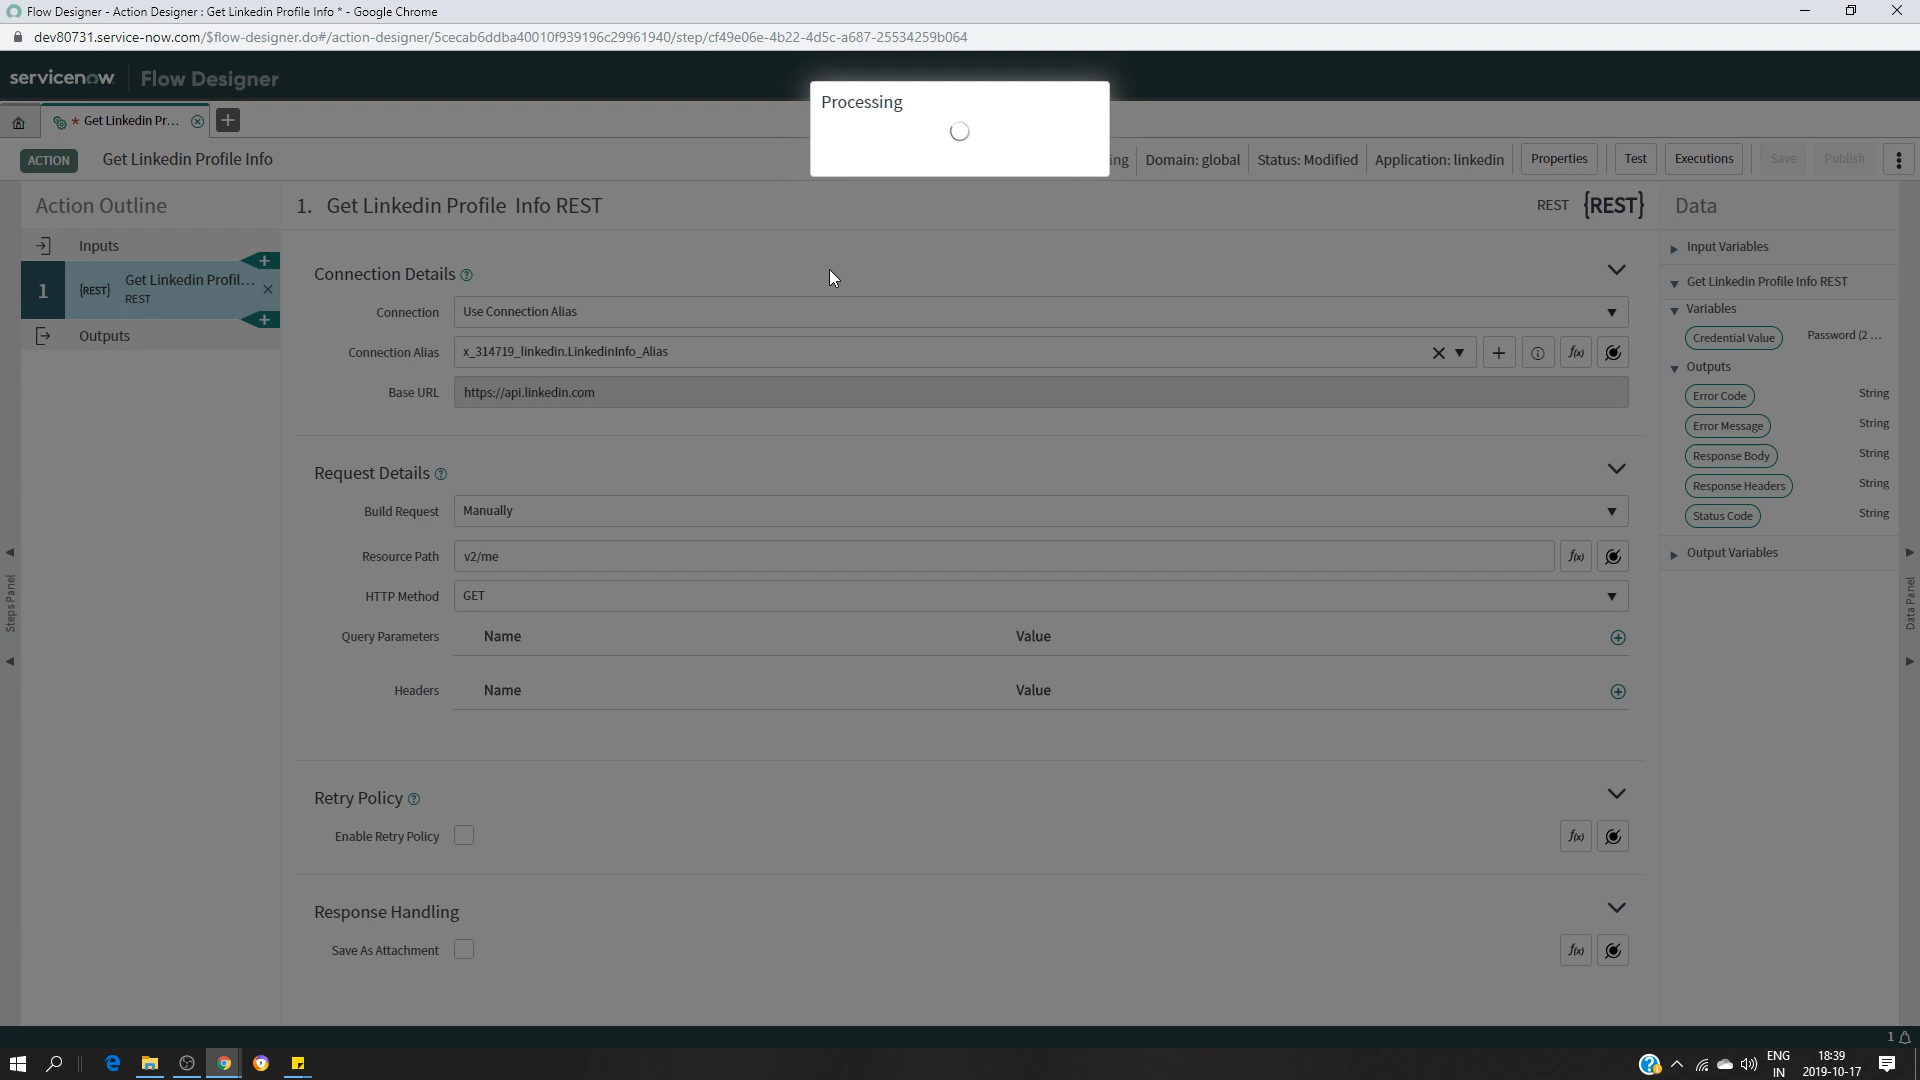 Flow Designer - Action Designer : Get Linkedin Profile Info * - Google Chrome
dev80731.service-now.com/$flow-designer.do#/action-designer/5cecab6ddba40010f939196c29961940/step/cf49e06e-4b22-4d5c-a687-25534259b064
servicenow Flow Designer
Processing
* Get Linkedin Pr...
ACTION Get Linkedin Profile Info
ing Domain: global Status: Modified Application: linkedin Properties Test Executions Save Publish
Action Outline
Inputs
1 {REST} Get Linkedin Profil...
REST
Outputs
Steps Panel
1. Get Linkedin Profile Info REST
REST {REST}
Connection Details
Connection Use Connection Alias
Connection Alias x_314719_linkedin.LinkedinInfo_Alias f(x)
Base URL https://api.linkedin.com
Request Details
Build Request Manually
Resource Path v2/me f(x)
HTTP Method GET
Query Parameters Name Value
Headers Name Value
Retry Policy
Enable Retry Policy f(x)
Response Handling
Save As Attachment f(x)
Data
Input Variables
Get Linkedin Profile Info REST
Variables
Credential Value Password (2 ...
Outputs
Error Code String
Error Message String
Response Body String
Response Headers String
Status Code String
Output Variables
Data Panel
1
ENG
IN
18:39
2019-10-17